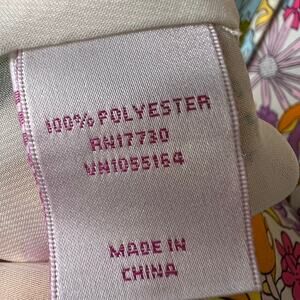 100% POLYESTER
RN17730
VN1055164
MADE IN
CHINA